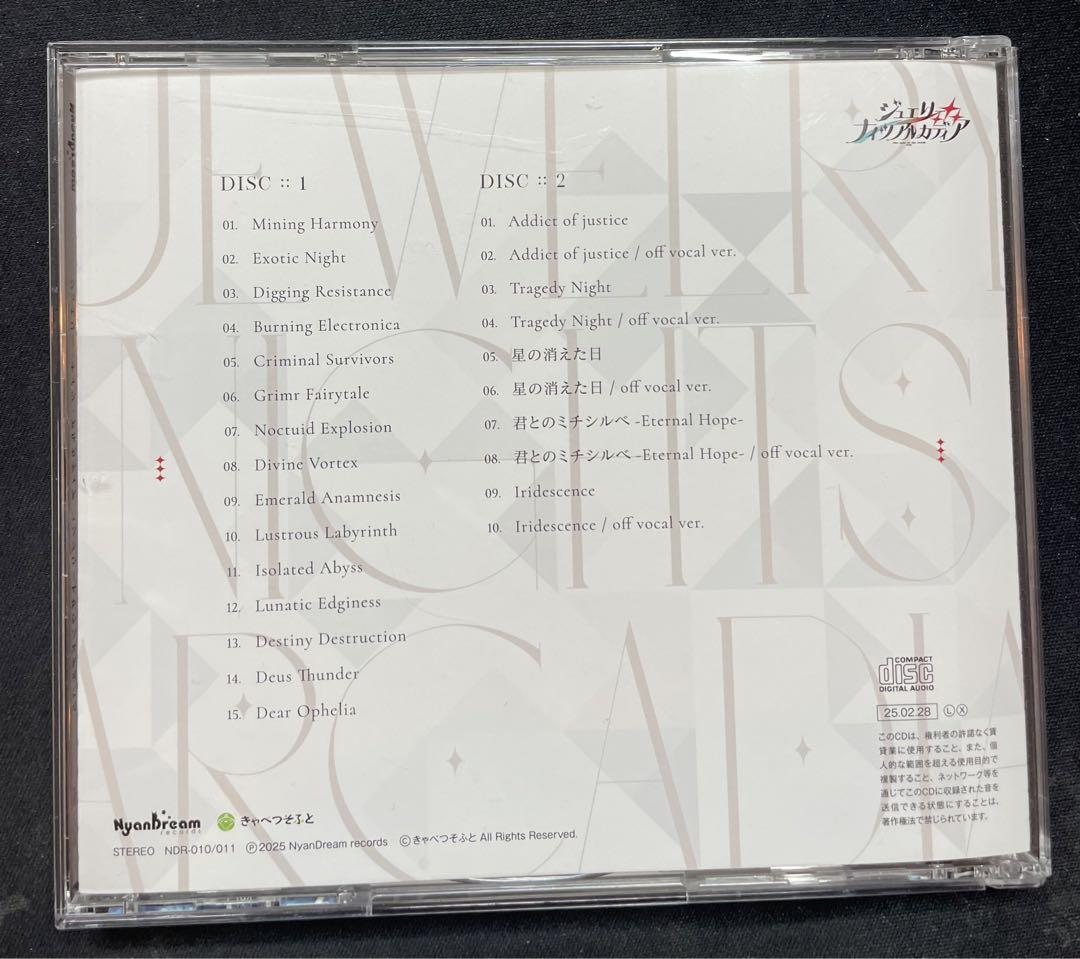 JEWELRY
NIGHTS
ARCADIA
ジュエリー
ナイツアルカディア
DISC :: 1
01. Mining Harmony
02. Exotic Night
03. Digging Resistance
04. Burning Electronica
05. Criminal Survivors
06. Grimr Fairytale
07. Noctuid Explosion
08. Divine Vortex
09. Emerald Anamnesis
10. Lustrous Labyrinth
11. Isolated Abyss
12. Lunatic Edginess
13. Destiny Destruction
14. Deus Thunder
15. Dear Ophelia
DISC :: 2
01. Addict of justice
02. Addict of justice / off vocal ver.
03. Tragedy Night
04. Tragedy Night / off vocal ver.
05. 星の消えた日
06. 星の消えた日 / off vocal ver.
07. 君とのミチシルベ -Eternal Hope-
08. 君とのミチシルベ -Eternal Hope- / off vocal ver.
09. Iridescence
10. Iridescence / off vocal ver.
COMPACT
disc
DIGITAL AUDIO
25.02.28 Ⓛ Ⓧ
このCDは、権利者の許諾なく賃
貸業に使用すること、また、個
人的な範囲を超える使用目的で
複製すること、ネットワーク等を
通じてこのCDに収録された音を
送信できる状態にすることは、
著作権法で禁じられています。
NyanDream
records
きゃべつそふと
STEREO NDR-010/011 Ⓟ2025 NyanDream records Ⓒきゃべつそふと All Rights Reserved.